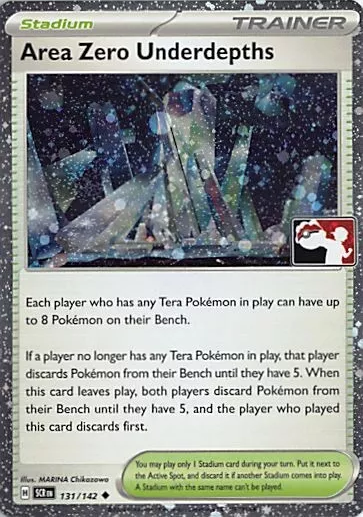 Stadium
TRAINER
Area Zero Underdepths
Each player who has any Tera Pokémon in play can have up
to 8 Pokémon on their Bench.
If a player no longer has any Tera Pokémon in play, that player
discards Pokémon from their Bench until they have 5. When
this card leaves play, both players discard Pokémon from
their Bench until they have 5, and the player who played
this card discards first.
Illus. MARINA Chikazawa
H SCR EN 131/142
You may play only 1 Stadium card during your turn. Put it next to
the Active Spot, and discard it if another Stadium comes into play.
A Stadium with the same name can't be played.